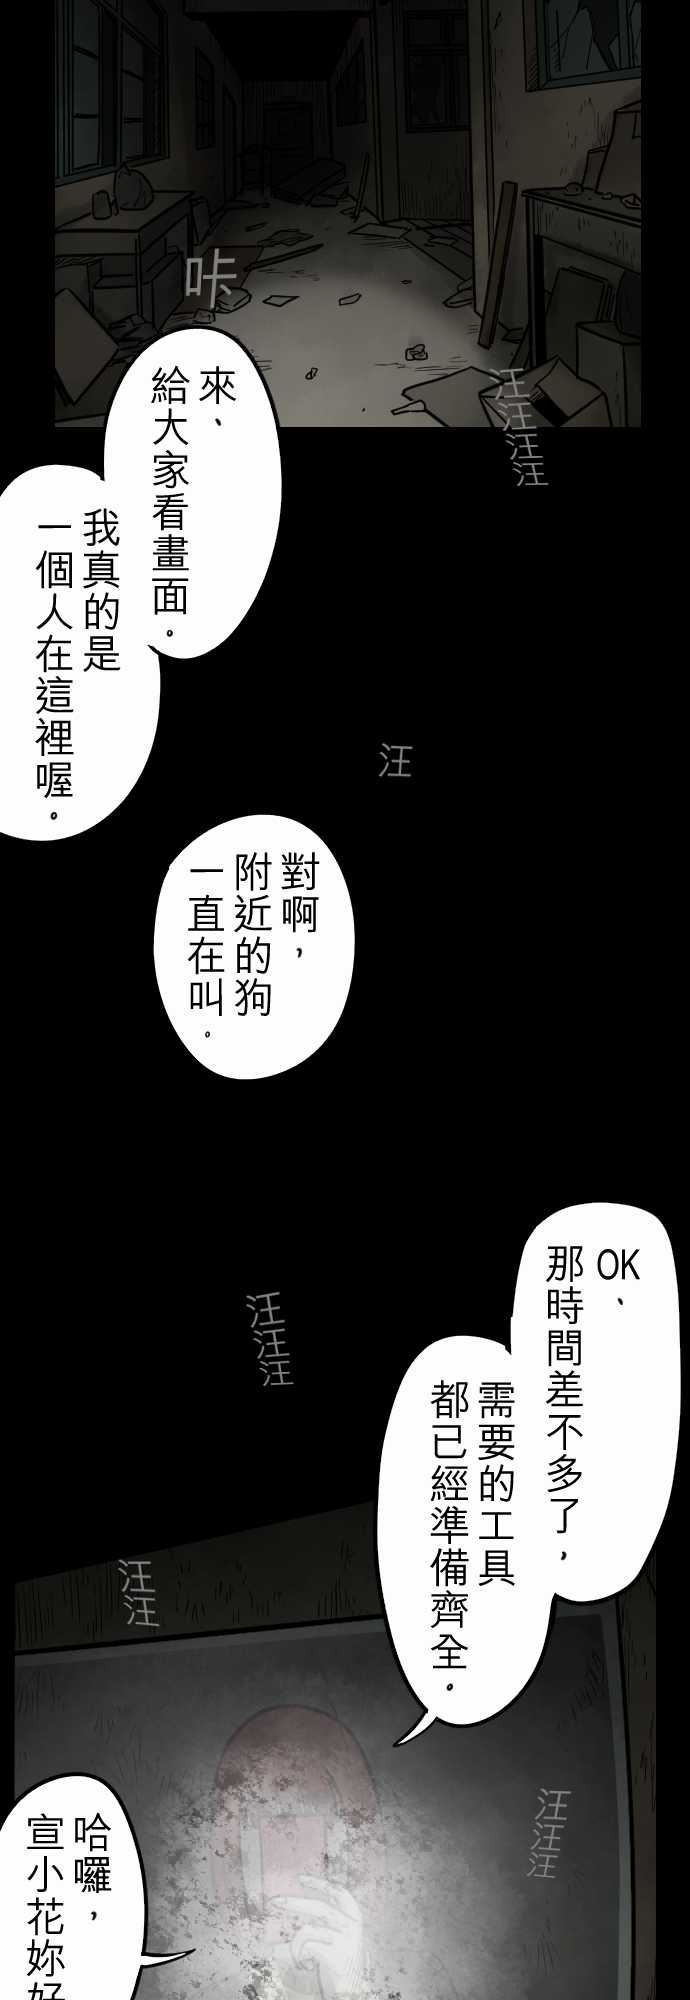 咔
汪
汪
汪
汪
來、
給大家看畫面。
我真的是
一個人在這裡喔。
汪
對啊，
附近的狗
一直在叫。
OK、
那時間差不多了，
需要的工具
都已經準備齊全。
汪
汪
汪
汪
汪
汪
汪
汪
哈囉，
宣小花妳好